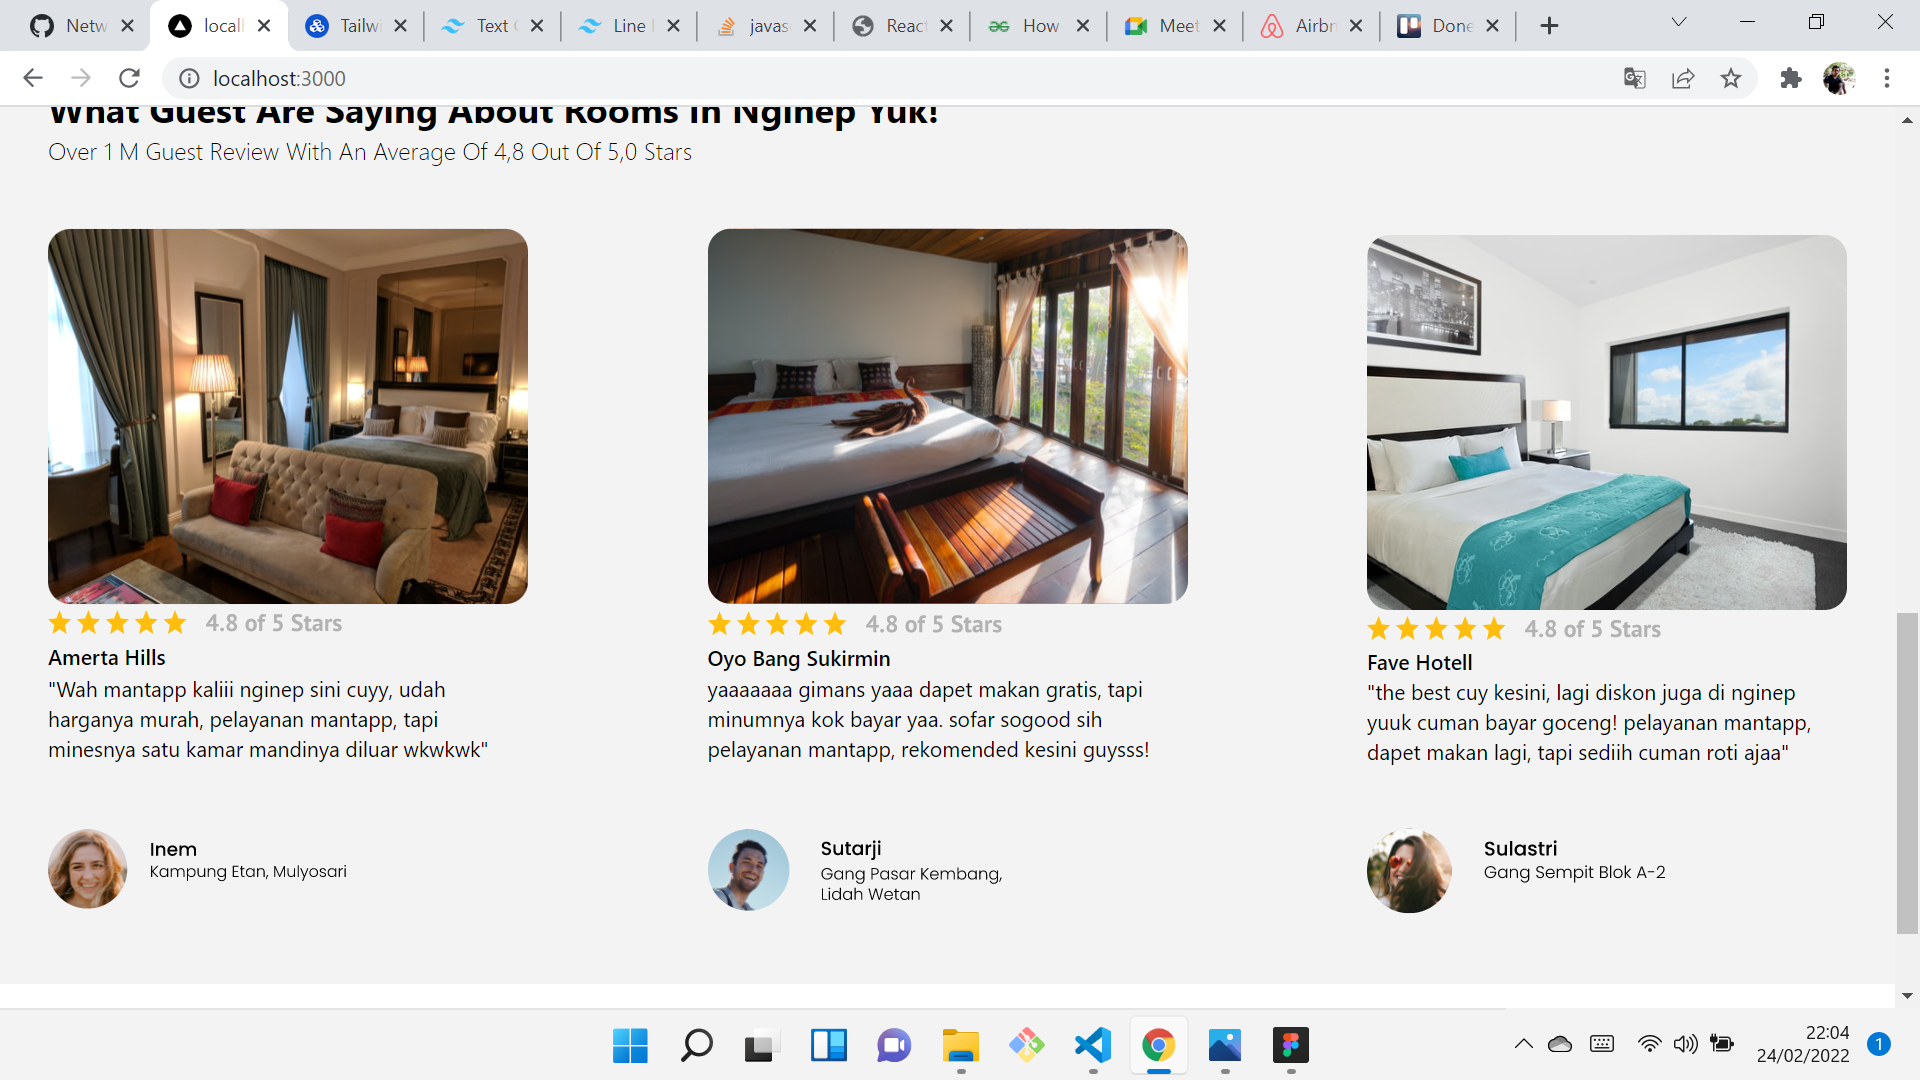 Netw
locall
Tailwi
Text
Line
javas
React
How
Meet
Airbn
Done
localhost:3000
What Guest Are Saying About Rooms In Nginep Yuk!
Over 1 M Guest Review With An Average Of 4,8 Out Of 5,0 Stars
4.8 of 5 Stars
Amerta Hills
"Wah mantapp kaliii nginep sini cuyy, udah
harganya murah, pelayanan mantapp, tapi
minesnya satu kamar mandinya diluar wkwkwk"
Inem
Kampung Etan, Mulyosari
4.8 of 5 Stars
Oyo Bang Sukirmin
yaaaaaaa gimans yaaa dapet makan gratis, tapi
minumnya kok bayar yaa. sofar sogood sih
pelayanan mantapp, rekomended kesini guysss!
Sutarji
Gang Pasar Kembang,
Lidah Wetan
4.8 of 5 Stars
Fave Hotell
"the best cuy kesini, lagi diskon juga di nginep
yuuk cuman bayar goceng! pelayanan mantapp,
dapet makan lagi, tapi sediih cuman roti ajaa"
Sulastri
Gang Sempit Blok A-2
22:04
24/02/2022
1